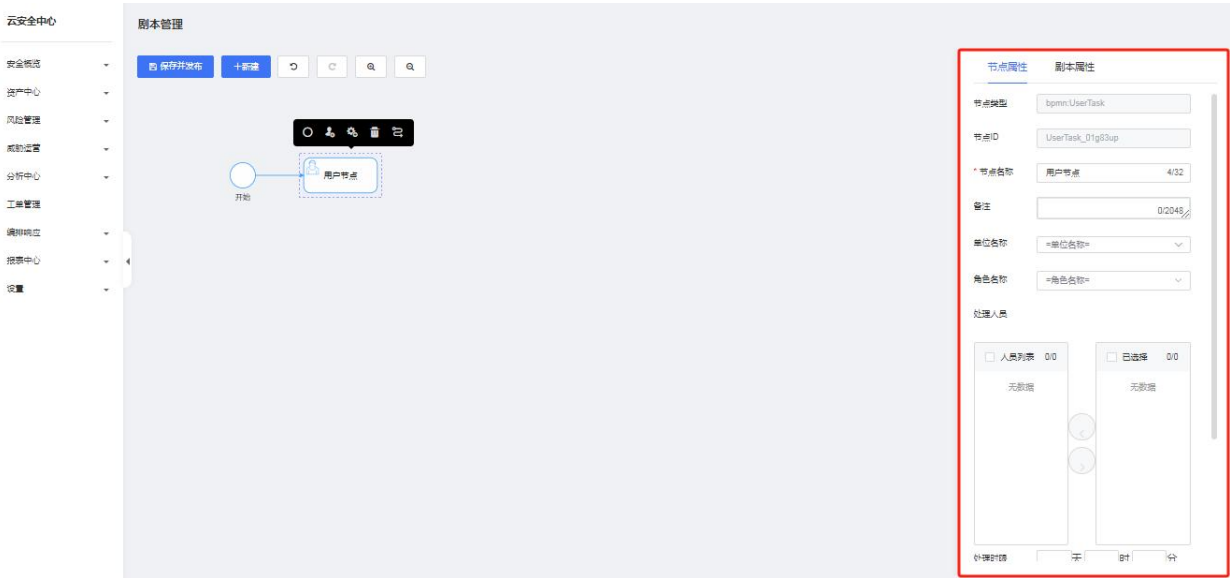 云安全中心
剧本管理
安全概览
资产中心
风险管理
威胁运营
分析中心
工单管理
编排响应
报表中心
设置
保存并发布
+新建
开始
用户节点
节点属性 剧本属性
节点类型 bpmn:UserTask
节点ID UserTask_01g83up
* 节点名称 用户节点 4/32
备注 0/2048
单位名称 =单位名称=
角色名称 =角色名称=
处理人员
人员列表 0/0 已选择 0/0
无数据 无数据
处理时限 天 时 分